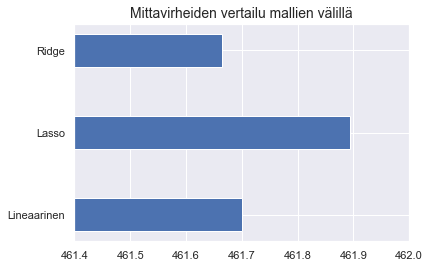 Mittavirheiden vertailu mallien välillä
Ridge
Lasso
Lineaarinen
461.4 461.5 461.6 461.7 461.8 461.9 462.0